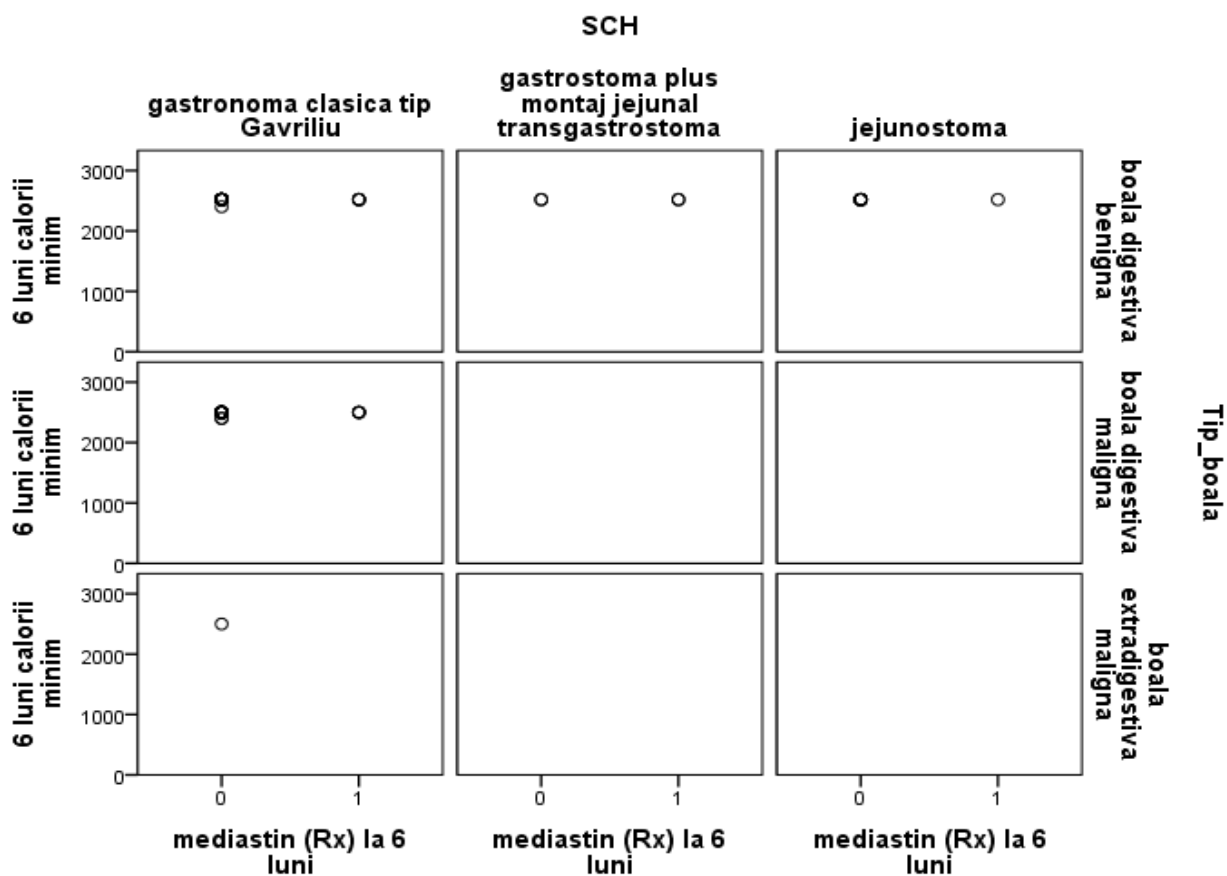 SCH
gastronoma clasica tip
Gavriliu
gastrostoma plus
montaj jejunal
transgastrostoma
jejunostoma
6 luni calorii
minim
3000
2000
1000
0
boala digestiva
benigna
6 luni calorii
minim
3000
2000
1000
0
boala digestiva
maligna
Tip_boala
6 luni calorii
minim
3000
2000
1000
0
boala
extradigestiva
maligna
0 1
0 1
0 1
mediastin (Rx) la 6
luni
mediastin (Rx) la 6
luni
mediastin (Rx) la 6
luni